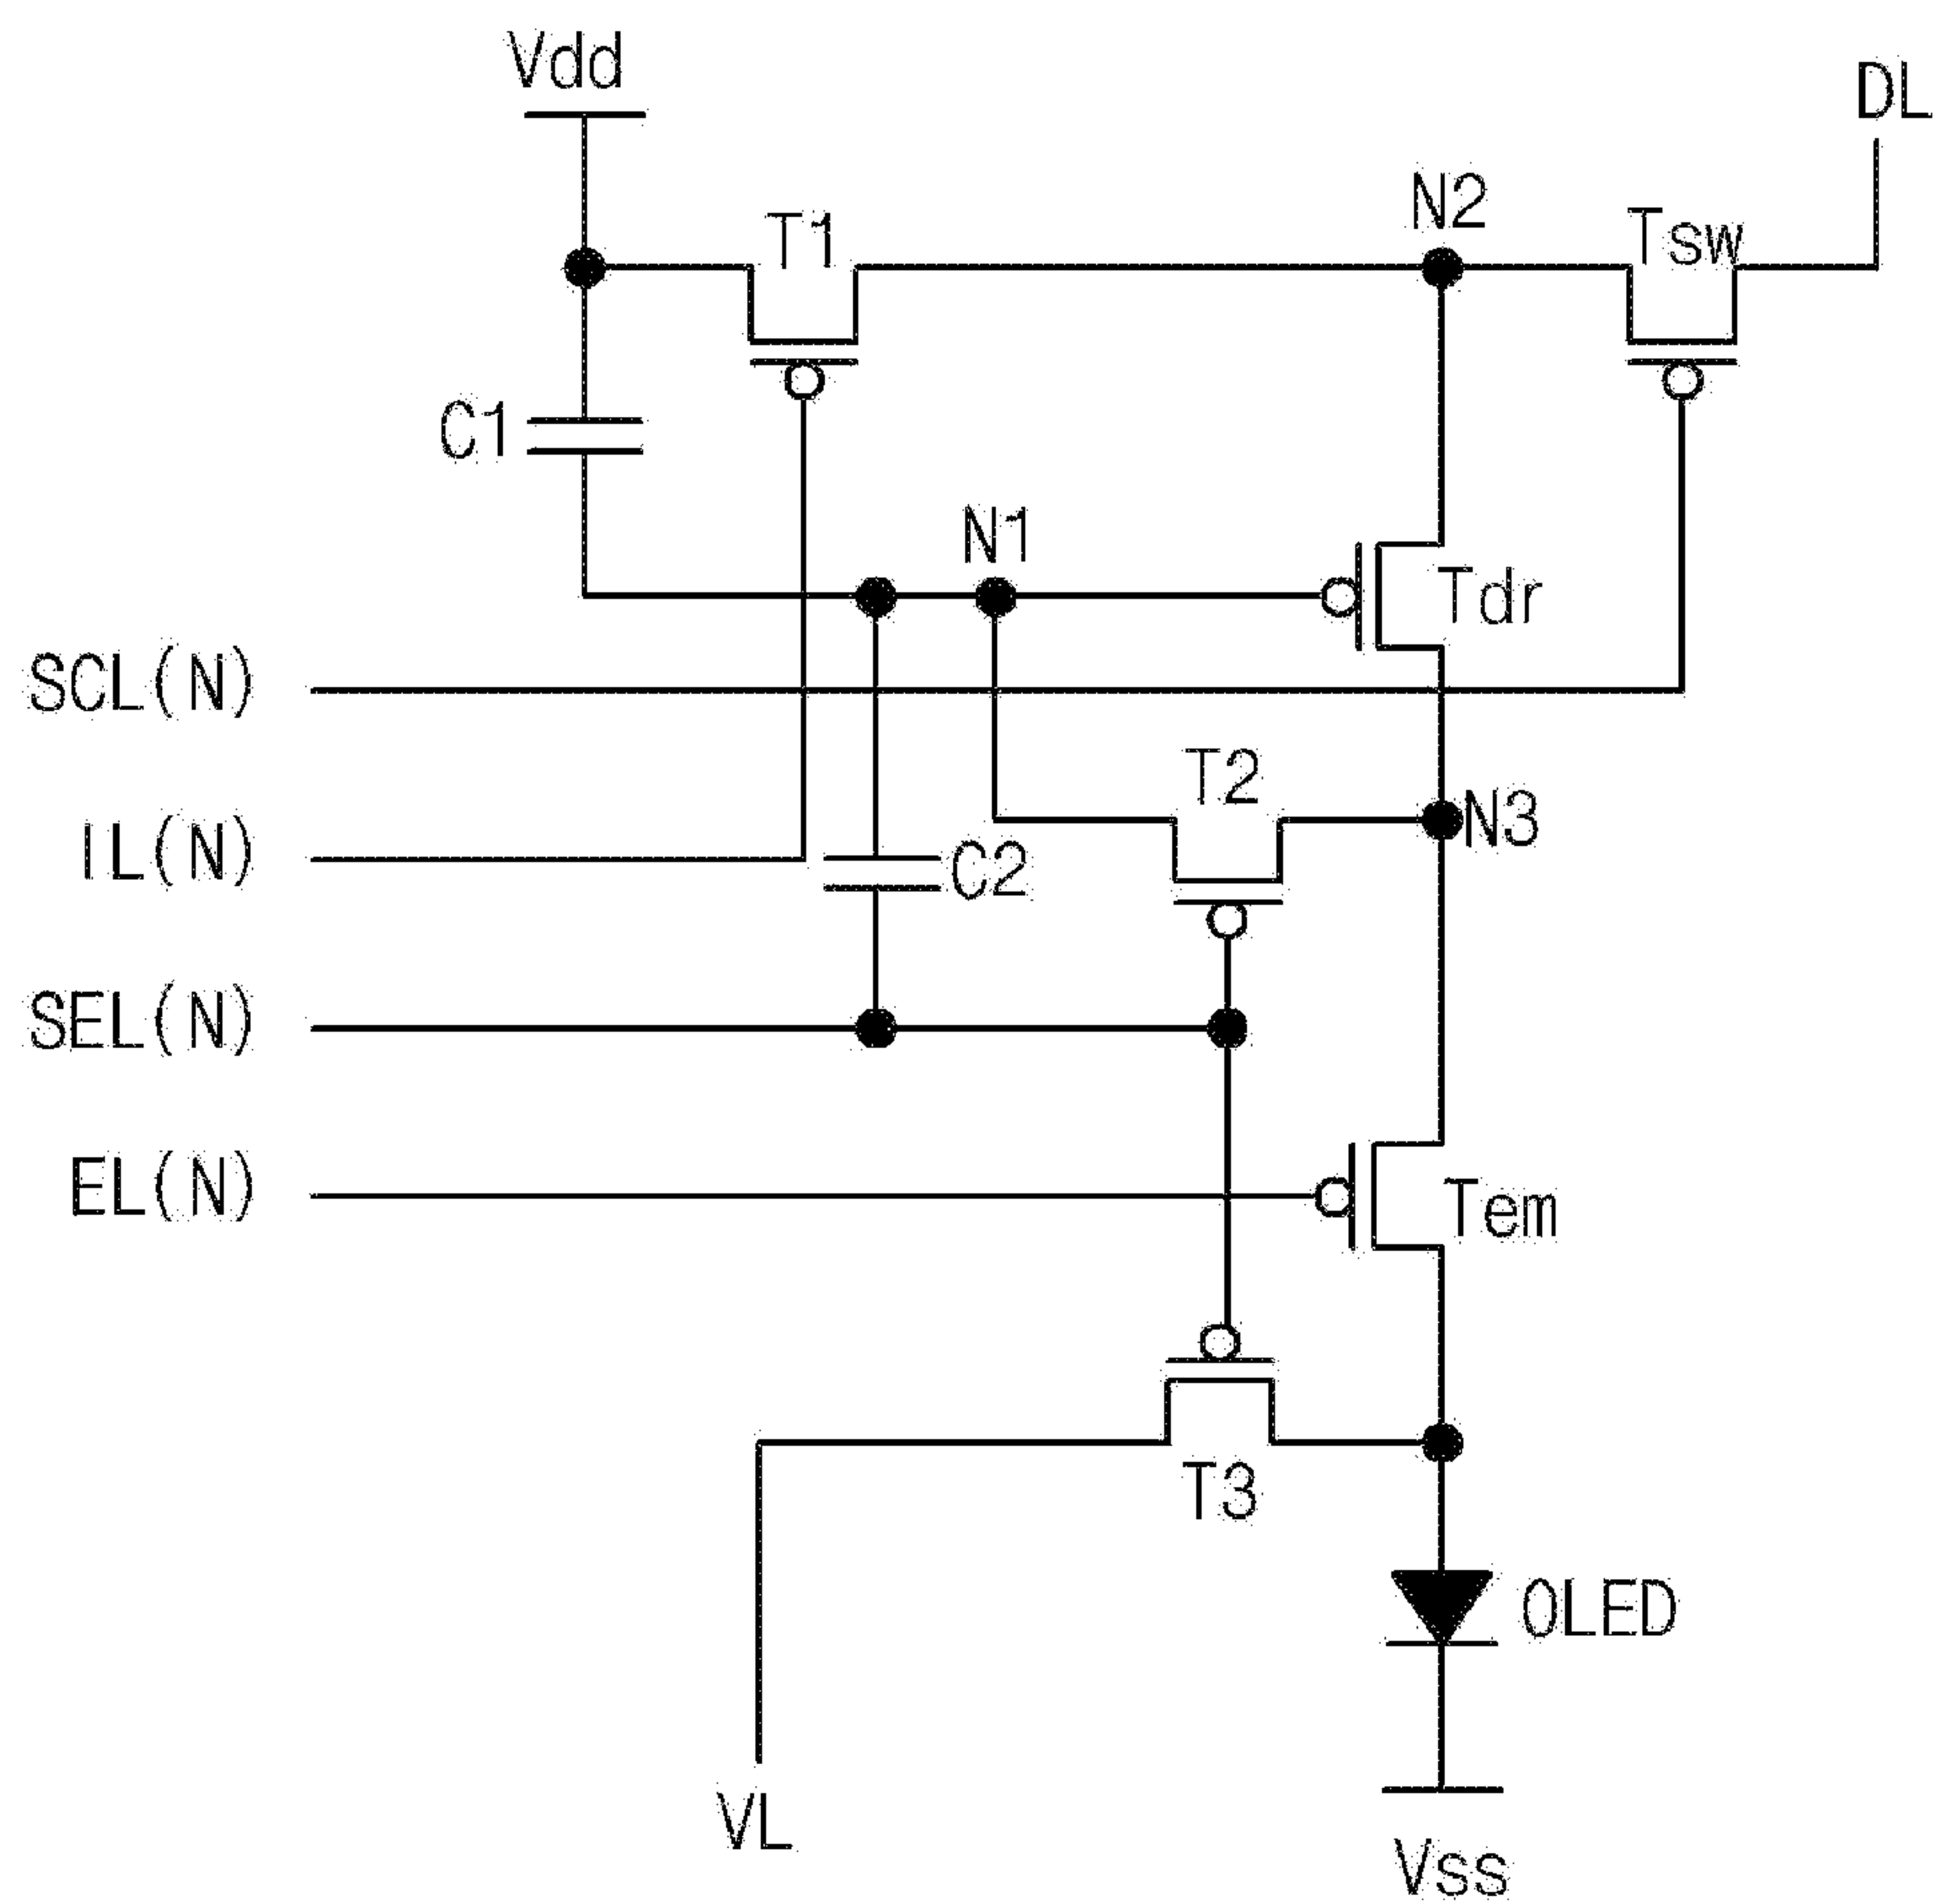 Vdd
DL
T1
N2
Tsw
C1
N1
Tdr
SCL(N)
T2
N3
IL(N)
C2
SEL(N)
EL(N)
Tem
T3
OLED
VL
Vss